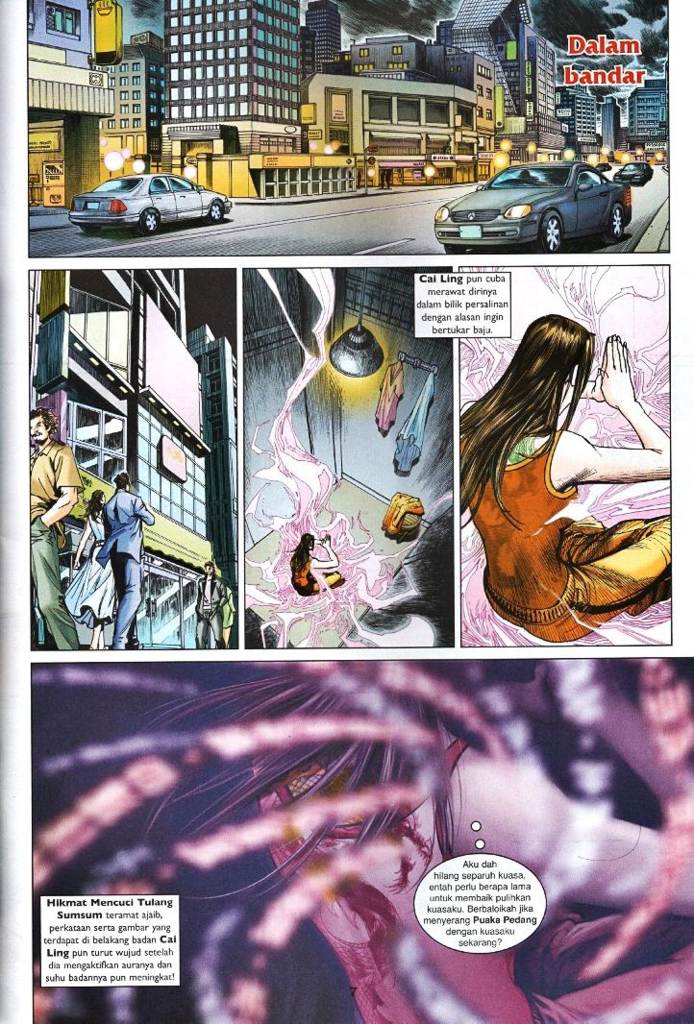 Dalam
bandar
Cai Ling pun cuba
merawat dirinya
dalam bilik persalinan
dengan alasan ingin
bertukar baju.
Aku dah
hilang separuh kuasa,
entah perlu berapa lama
untuk membaik pulihkan
kuasaku. Berbaloikah jika
menyerang Puaka Pedang
dengan kuasaku
sekarang?
Hikmat Mencuci Tulang
Sumsum teramat ajaib,
perkataan serta gambar yang
terdapat di belakang badan Cai
Ling pun turut wujud setelah
dia mengaktifkan auranya dan
suhu badannya pun meningkat!
7